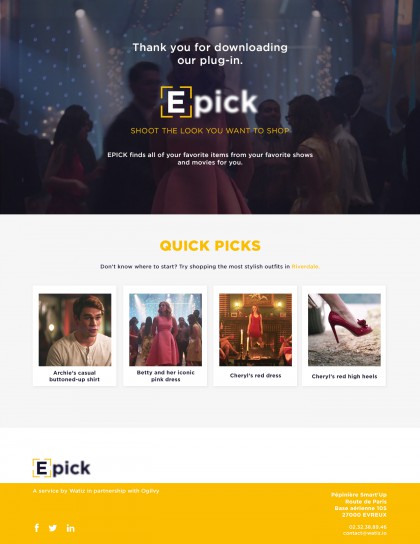 Thank you for downloading
our plug-in.
Epick
SHOOT THE LOOK YOU WANT TO SHOP
EPICK finds all of your favorite items from your favorite shows
and movies for you.
QUICK PICKS
Don't know where to start? Try shopping the most stylish outfits in Riverdale.
Archie's casual
buttoned-up shirt
Betty and her iconic
pink dress
Cheryl's red dress
Cheryl's red high heels
Epick
A service by Watiz in partnership with Ogilvy
Pépinière Smart'Up
Route de Paris
Base aérienne 105
27000 EVREUX
02.32.38.89.46
contact@watiz.io